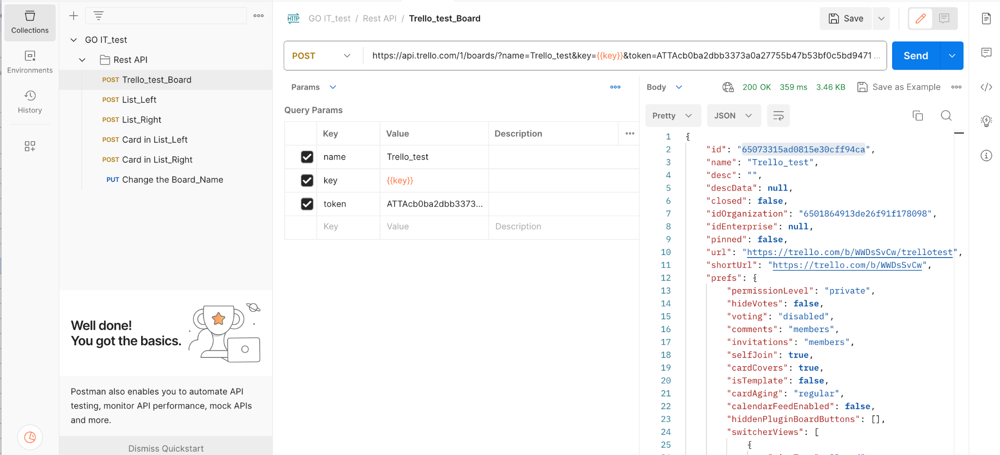 Collections
Environments
History
GO IT_test
Rest API
POST Trello_test_Board
POST List_Left
POST List_Right
POST Card in List_Left
POST Card in List_Right
PUT Change the Board_Name
Well done!
You got the basics.
Postman also enables you to automate API
testing, monitor API performance, mock APIs
and more.
Dismiss Quickstart
HTTP GO IT_test / Rest API / Trello_test_Board
Save
POST https://api.trello.com/1/boards/?name=Trello_test&key={{key}}&token=ATTAcb0ba2dbb3373a0a27755b47b53bf0c5bd9471 ...
Send
Params
Query Params
Key Value Description
name Trello_test
key {{key}}
token ATTAcb0ba2dbb3373...
Key Value Description
Body 200 OK 359 ms 3.46 KB Save as Example
Pretty JSON
1 {
2 "id": "65073315ad0815e30cff94ca",
3 "name": "Trello_test",
4 "desc": "",
5 "descData": null,
6 "closed": false,
7 "idOrganization": "6501864913de26f91f178098",
8 "idEnterprise": null,
9 "pinned": false,
10 "url": "https://trello.com/b/WWDsSvCw/trellotest",
11 "shortUrl": "https://trello.com/b/WWDsSvCw",
12 "prefs": {
13 "permissionLevel": "private",
14 "hideVotes": false,
15 "voting": "disabled",
16 "comments": "members",
17 "invitations": "members",
18 "selfJoin": true,
19 "cardCovers": true,
20 "isTemplate": false,
21 "cardAging": "regular",
22 "calendarFeedEnabled": false,
23 "hiddenPluginBoardButtons": [],
24 "switcherViews": [
25 {